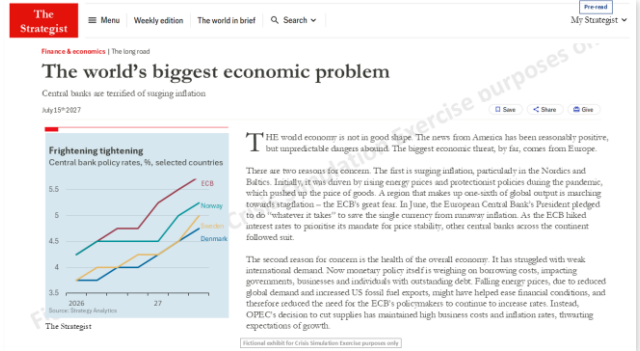 Pre-read
The
Strategist
Menu
Weekly edition
The world in brief
Search
My Strategist
Finance & economics | The long road
The world's biggest economic problem
Central banks are terrified of surging inflation
July 15th 2027
Save
Share
Give
Frightening tightening
Central bank policy rates, %, selected countries
5.5
5
4.5
4
3.5
ECB
Norway
Sweden
Denmark
2026
27
Source: Strategy Analytics
The Strategist
THE world economy is not in good shape. The news from America has been reasonably positive,
but unpredictable dangers abound. The biggest economic threat, by far, comes from Europe.
There are two reasons for concern. The first is surging inflation, particularly in the Nordics and
Baltics. Initially, it was driven by using energy prices and protectionist policies during the pandemic,
which pushed up the price of goods. A region that makes up one-sixth of global output is marching
towards stagflation – the ECB's great fear. In June, the European Central Bank's President pledged
to do "whatever it takes" to save the single currency from runaway inflation. As the ECB hiked
interest rates to prioritise its mandate for price stability, other central banks across the continent
followed suit.
The second reason for concern is the health of the overall economy. It has struggled with weak
international demand. Now monetary policy itself is weighing on borrowing costs, impacting
governments, businesses and individuals with outstanding debt. Falling energy prices, due to reduced
global demand and increased US fossil fuel exports, might have helped ease financial conditions, and
therefore reduced the need for the ECB's policymakers to continue to increase rates. Instead,
OPEC's decision to cut supplies has maintained high business costs and inflation rates, thwarting
expectations of growth.
Fictional exhibit for Crisis Simulation Exercise purposes only